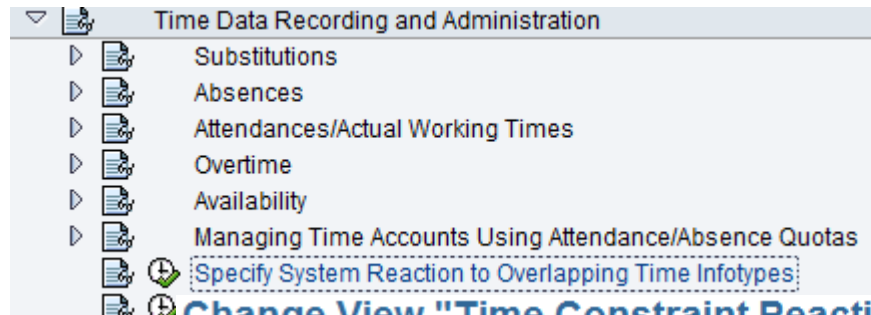 Time Data Recording and Administration
Substitutions
Absences
Attendances/Actual Working Times
Overtime
Availability
Managing Time Accounts Using Attendance/Absence Quotas
Specify System Reaction to Overlapping Time Infotypes
Change View "Time Constraint Reacti